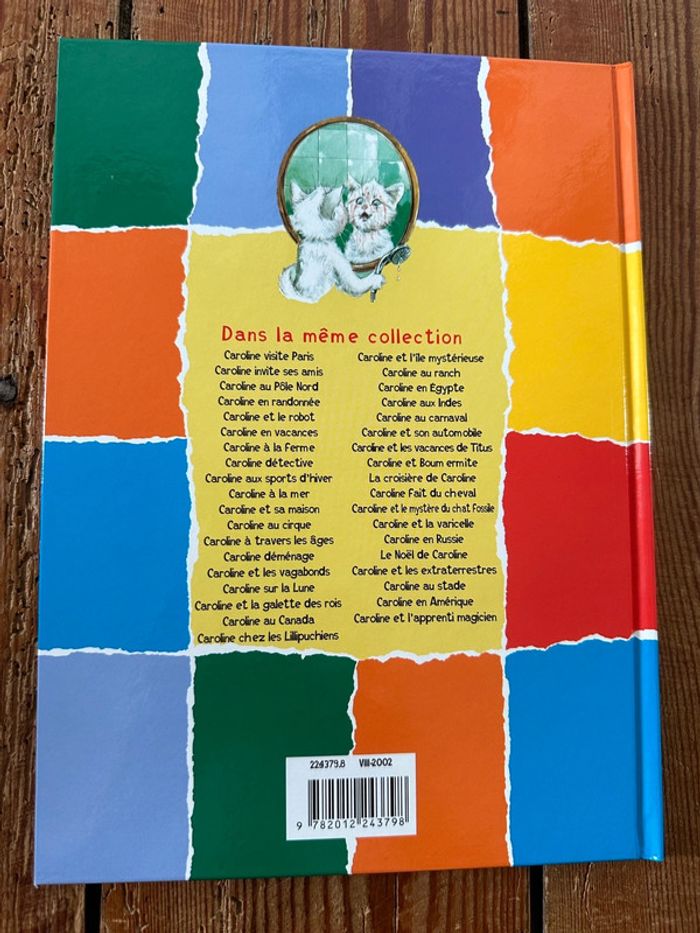 Dans la même collection
Caroline visite Paris
Caroline invite ses amis
Caroline au Pôle Nord
Caroline en randonnée
Caroline et le robot
Caroline en vacances
Caroline à la Ferme
Caroline détective
Caroline aux sports d'hiver
Caroline à la mer
Caroline et sa maison
Caroline au cirque
Caroline à travers les âges
Caroline déménage
Caroline et les vagabonds
Caroline sur la Lune
Caroline et la galette des rois
Caroline au Canada
Caroline chez les Lillipuchiens
Caroline et l'île mystérieuse
Caroline au ranch
Caroline en Égypte
Caroline aux Indes
Caroline au carnaval
Caroline et son automobile
Caroline et les vacances de Titus
Caroline et Boum ermite
La croisière de Caroline
Caroline Fait du cheval
Caroline et le mystère du chat Fossile
Caroline et la varicelle
Caroline en Russie
Le Noël de Caroline
Caroline et les extraterrestres
Caroline au stade
Caroline en Amérique
Caroline et l'apprenti magicien
224379.8 VIII-2002
9 782012 243798